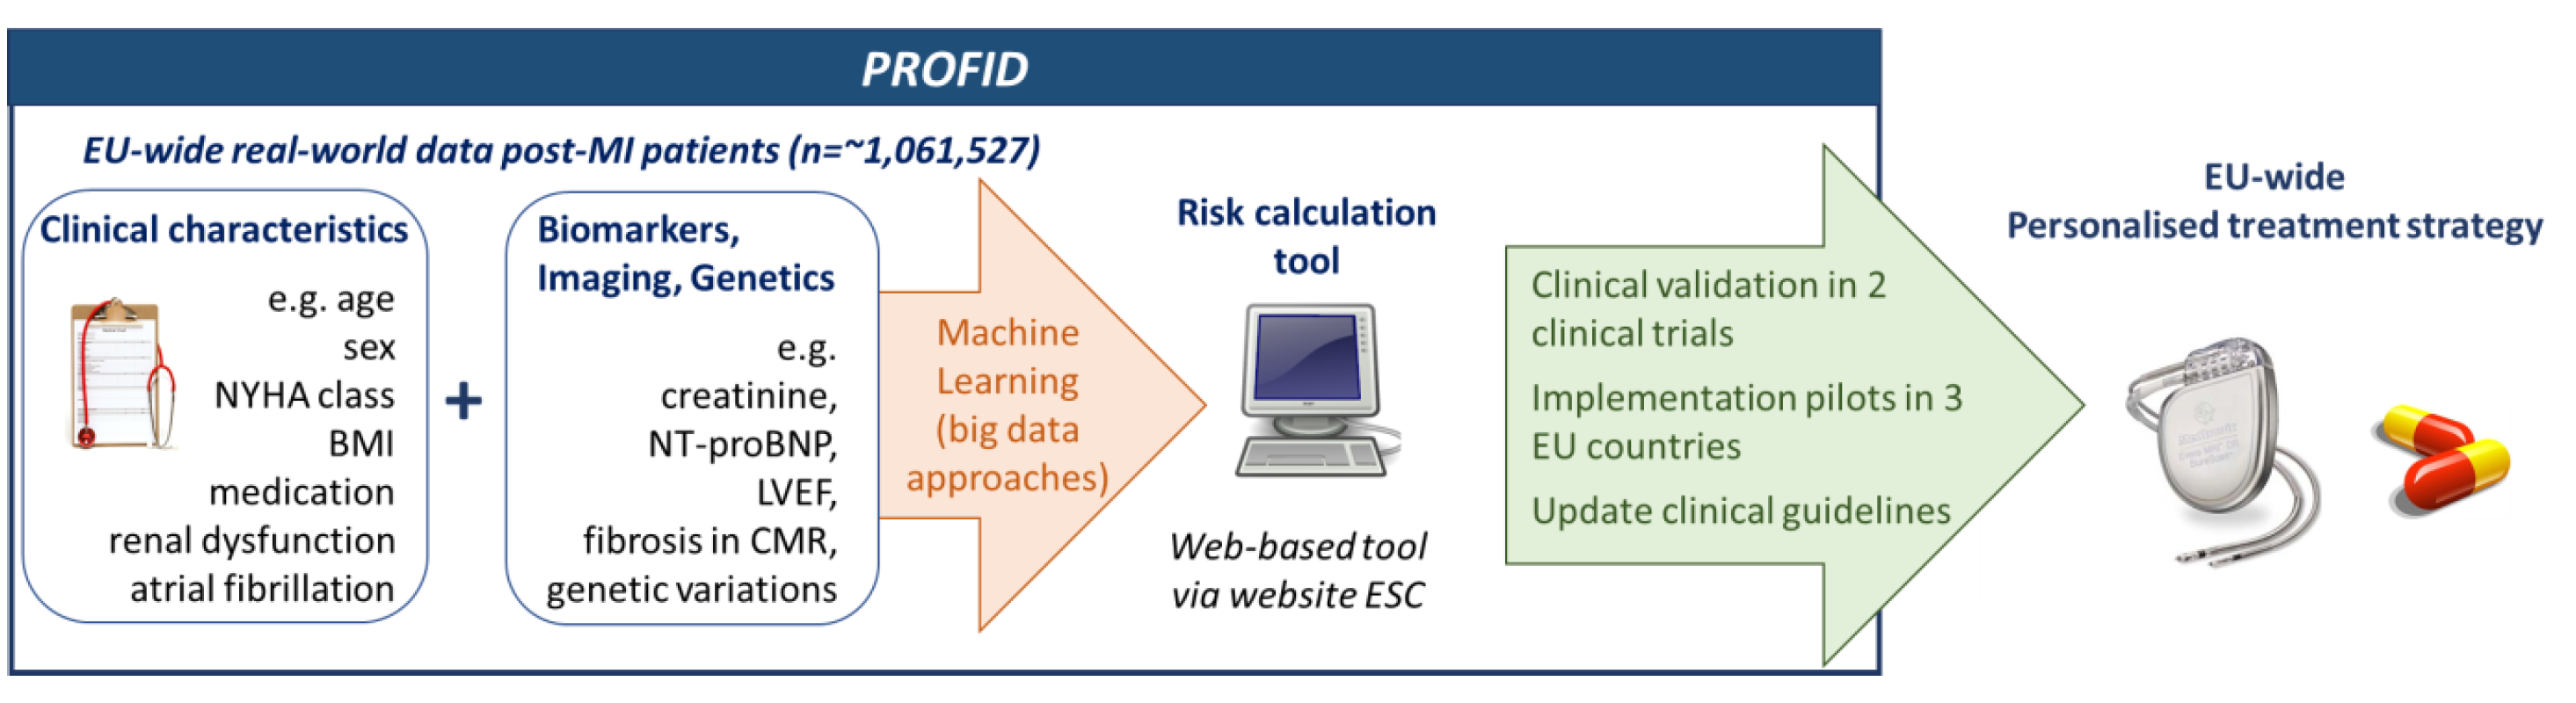 PROFID
EU-wide real-world data post-MI patients (n=~1,061,527)
Clinical characteristics
e.g. age
sex
NYHA class
BMI
medication
renal dysfunction
atrial fibrillation
+
Biomarkers,
Imaging, Genetics
e.g.
creatinine,
NT-proBNP,
LVEF,
fibrosis in CMR,
genetic variations
Machine
Learning
(big data
approaches)
Risk calculation
tool
Web-based tool
via website ESC
Clinical validation in 2
clinical trials
Implementation pilots in 3
EU countries
Update clinical guidelines
EU-wide
Personalised treatment strategy